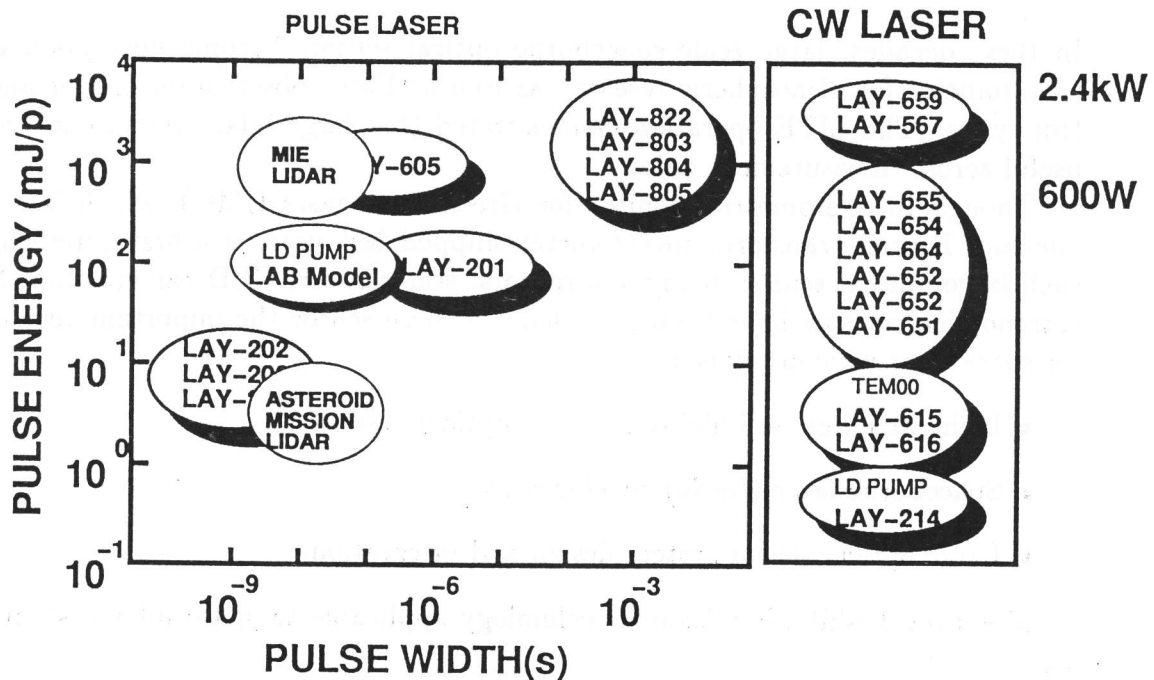 PULSE LASER
CW LASER
PULSE ENERGY (mJ/p)
10^4
10^3
10^2
10^1
10^0
10^-1
MIE
LIDAR
Y-605
LAY-822
LAY-803
LAY-804
LAY-805
LD PUMP
LAB Model
LAY-201
LAY-202
ASTEROID
MISSION
LIDAR
10^-9
10^-6
10^-3
PULSE WIDTH(s)
LAY-659
LAY-567
2.4kW
600W
LAY-655
LAY-654
LAY-664
LAY-652
LAY-652
LAY-651
TEM00
LAY-615
LAY-616
LD PUMP
LAY-214